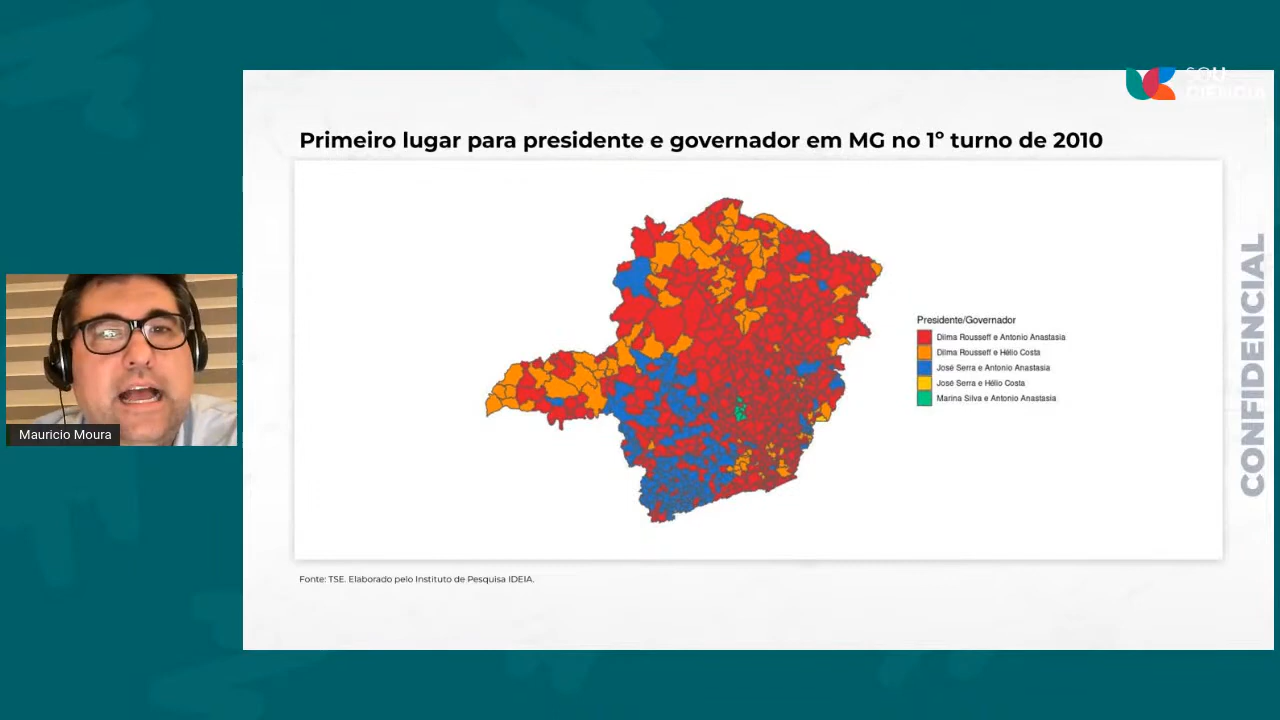 SOU
CIÊNCIA
Primeiro lugar para presidente e governador em MG no 1º turno de 2010
Presidente/Governador
Dilma Rousseff e Antonio Anastasia
Dilma Rousseff e Hélio Costa
José Serra e Antonio Anastasia
José Serra e Hélio Costa
Marina Silva e Antonio Anastasia
CONFIDENCIAL
Mauricio Moura
Fonte: TSE. Elaborado pelo Instituto de Pesquisa IDEIA.